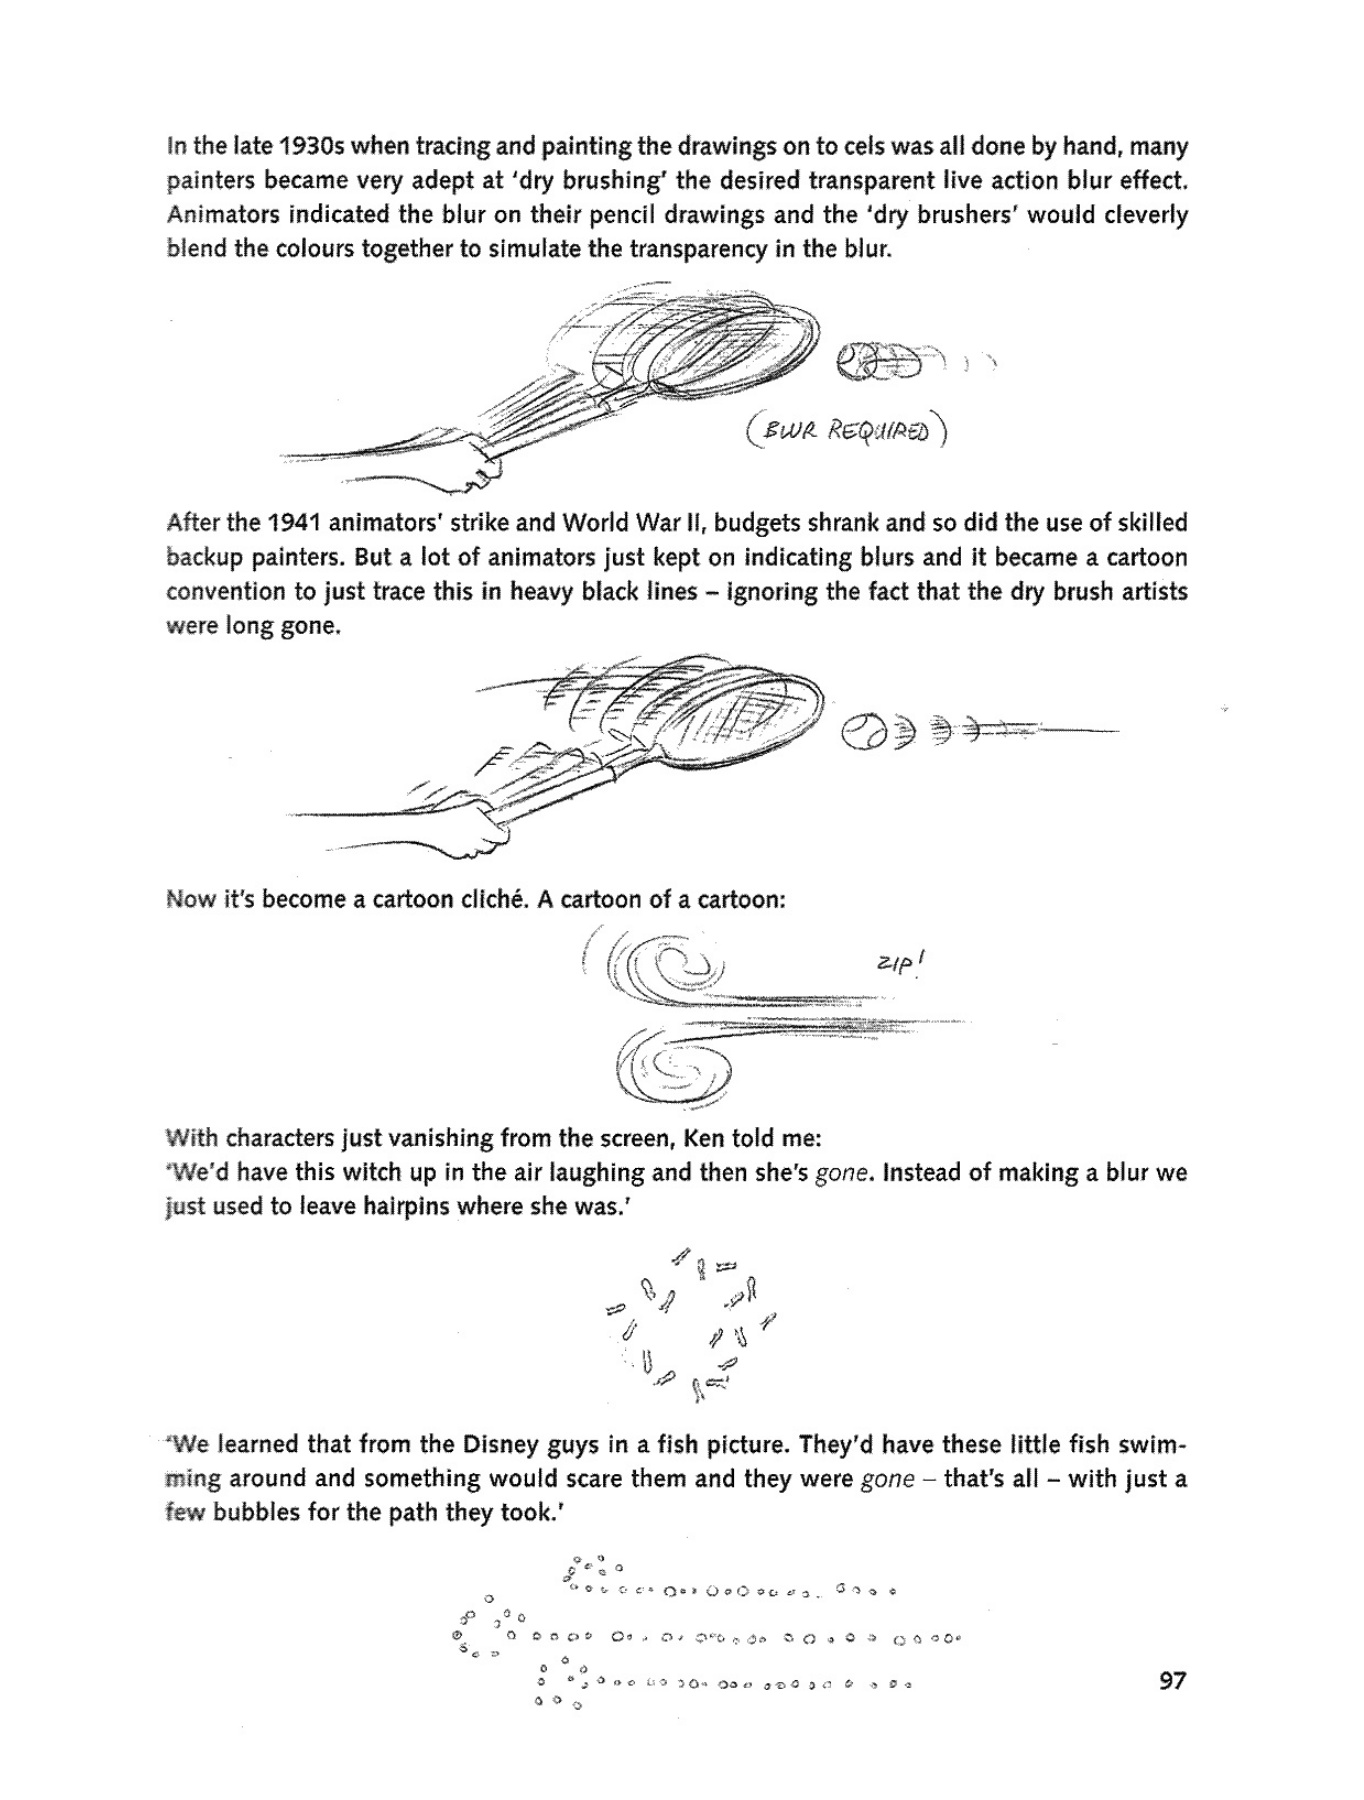 In the late 1930s when tracing and painting the drawings on to cels was all done by hand, many
painters became very adept at ‘dry brushing’ the desired transparent live action blur effect.
Animators indicated the blur on their pencil drawings and the ‘dry brushers’ would cleverly
blend the colours together to simulate the transparency in the blur.
(BLUR REQUIRED)
After the 1941 animators’ strike and World War II, budgets shrank and so did the use of skilled
backup painters. But a lot of animators just kept on indicating blurs and it became a cartoon
convention to just trace this in heavy black lines – ignoring the fact that the dry brush artists
were long gone.
Now it’s become a cartoon cliché. A cartoon of a cartoon:
ZIP!
With characters just vanishing from the screen, Ken told me:
‘We’d have this witch up in the air laughing and then she’s gone. Instead of making a blur we
just used to leave hairpins where she was.’
‘We learned that from the Disney guys in a fish picture. They’d have these little fish swim-
ming around and something would scare them and they were gone – that’s all – with just a
few bubbles for the path they took.’
97